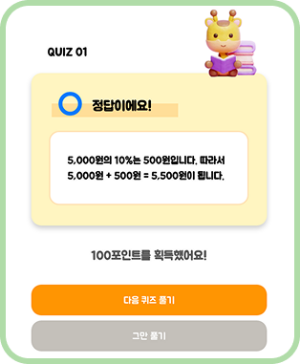 QUIZ 01
정답이에요!
5,000원의 10%는 500원입니다. 따라서
5,000원 + 500원 = 5,500원이 됩니다.
100포인트를 획득했어요!
다음 퀴즈 풀기
그만 풀기